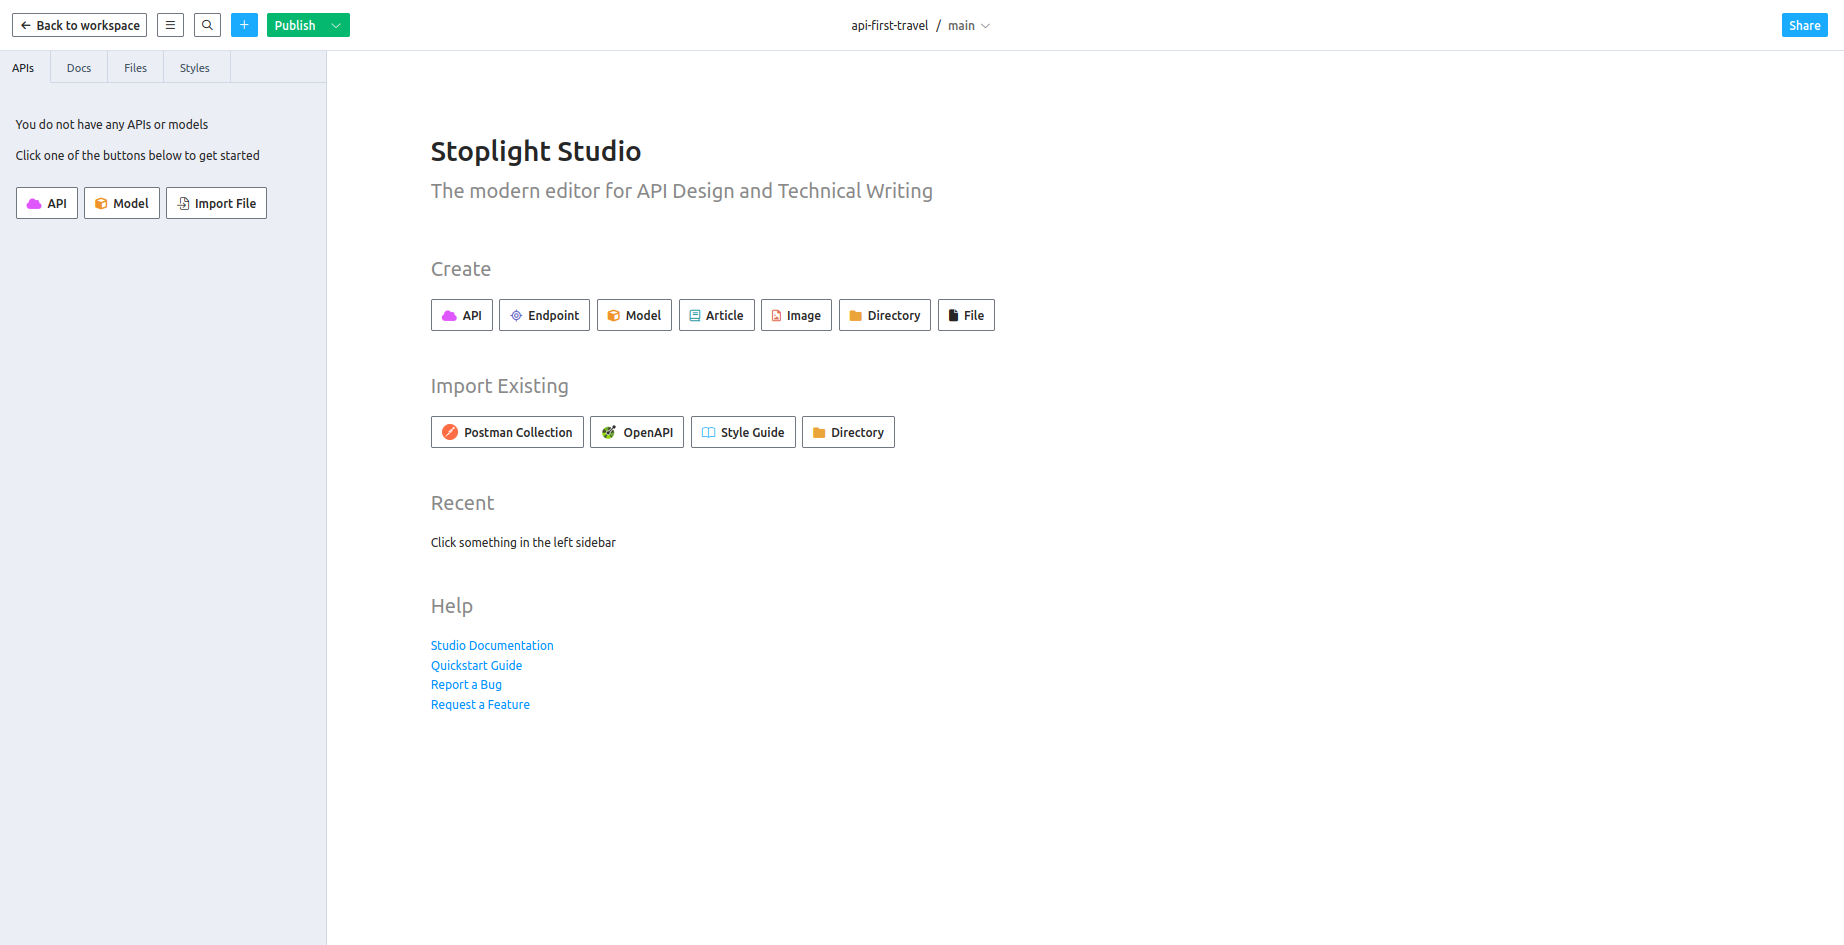 Back to workspace
Publish
api-first-travel / main
Share
APIs Docs Files Styles
You do not have any APIs or models
Click one of the buttons below to get started
API Model Import File
Stoplight Studio
The modern editor for API Design and Technical Writing
Create
API Endpoint Model Article Image Directory File
Import Existing
Postman Collection OpenAPI Style Guide Directory
Recent
Click something in the left sidebar
Help
Studio Documentation
Quickstart Guide
Report a Bug
Request a Feature